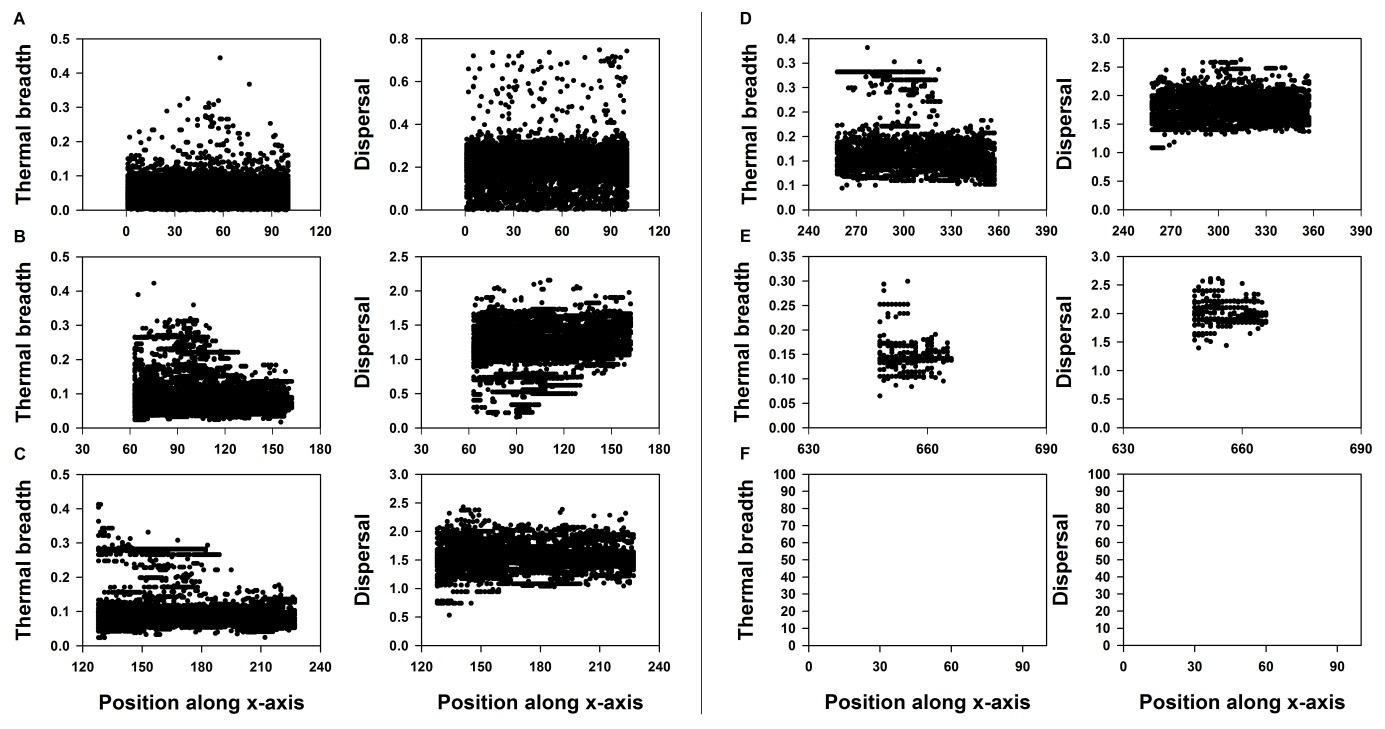 A
Thermal breadth
0.5
0.4
0.3
0.2
0.1
0.0
0 30 60 90 120
Dispersal
0.8
0.6
0.4
0.2
0.0
0 30 60 90 120
B
Thermal breadth
0.5
0.4
0.3
0.2
0.1
0.0
30 60 90 120 150 180
Dispersal
2.5
2.0
1.5
1.0
0.5
0.0
30 60 90 120 150 180
C
Thermal breadth
0.5
0.4
0.3
0.2
0.1
0.0
120 150 180 210 240
Position along x-axis
Dispersal
3.0
2.5
2.0
1.5
1.0
0.5
0.0
120 150 180 210 240
Position along x-axis
D
Thermal breadth
0.4
0.3
0.3
0.2
0.2
0.1
0.1
0.0
240 270 300 330 360 390
Dispersal
3.0
2.5
2.0
1.5
1.0
0.5
0.0
240 270 300 330 360 390
E
Thermal breadth
0.35
0.30
0.25
0.20
0.15
0.10
0.05
0.00
630 660 690
Dispersal
3.0
2.5
2.0
1.5
1.0
0.5
0.0
630 660 690
F
Thermal breadth
100
90
80
70
60
50
40
30
20
10
0
0 30 60 90
Position along x-axis
Dispersal
100
90
80
70
60
50
40
30
20
10
0
0 30 60 90
Position along x-axis